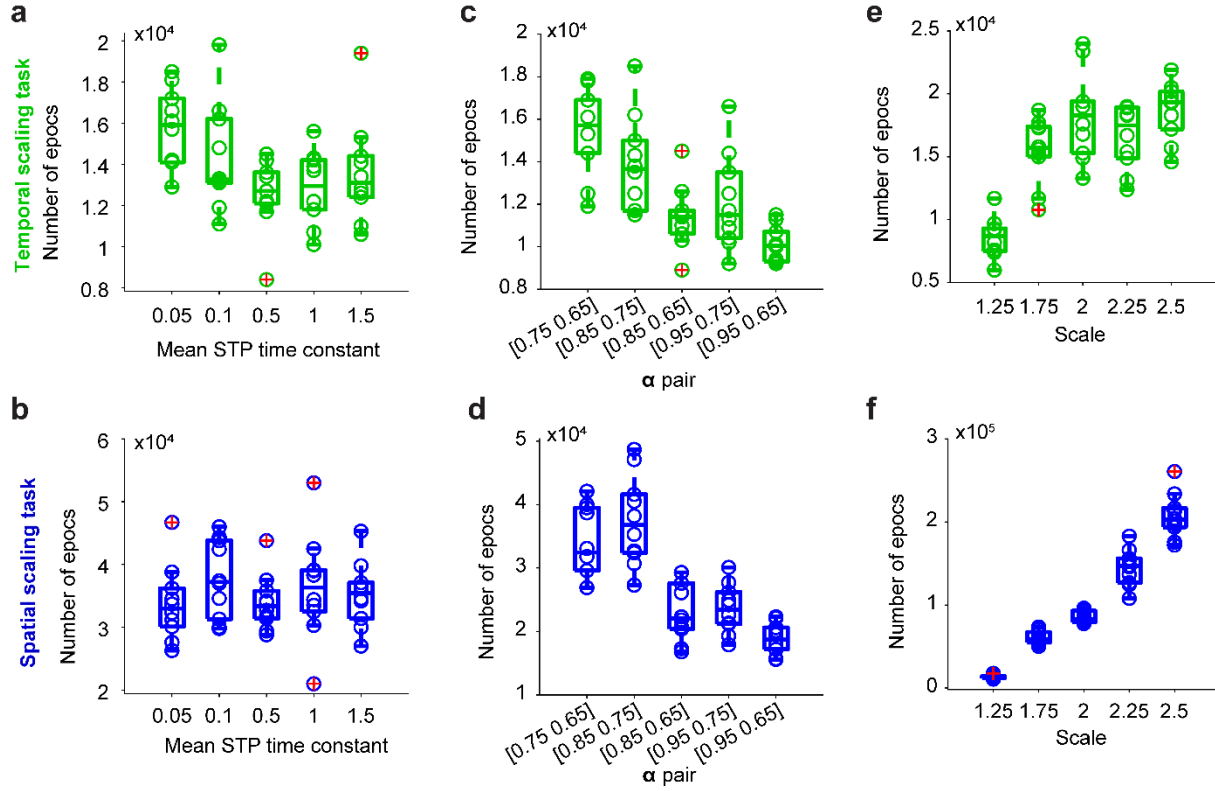 a
Temporal scaling task
Number of epocs
x10⁴
2
1.8
1.6
1.4
1.2
1
0.8
0.05 0.1 0.5 1 1.5
Mean STP time constant
c
Number of epocs
x10⁴
2
1.8
1.6
1.4
1.2
1
0.8
[0.75 0.65] [0.85 0.75] [0.85 0.65] [0.95 0.75] [0.95 0.65]
α pair
e
Number of epocs
x10⁴
2.5
2
1.5
1
0.5
1.25 1.75 2 2.25 2.5
Scale
b
Spatial scaling task
Number of epocs
x10⁴
6
5
4
3
2
0.05 0.1 0.5 1 1.5
Mean STP time constant
d
Number of epocs
x10⁴
5
4
3
2
1
[0.75 0.65] [0.85 0.75] [0.85 0.65] [0.95 0.75] [0.95 0.65]
α pair
f
Number of epocs
x10⁵
3
2
1
0
1.25 1.75 2 2.25 2.5
Scale